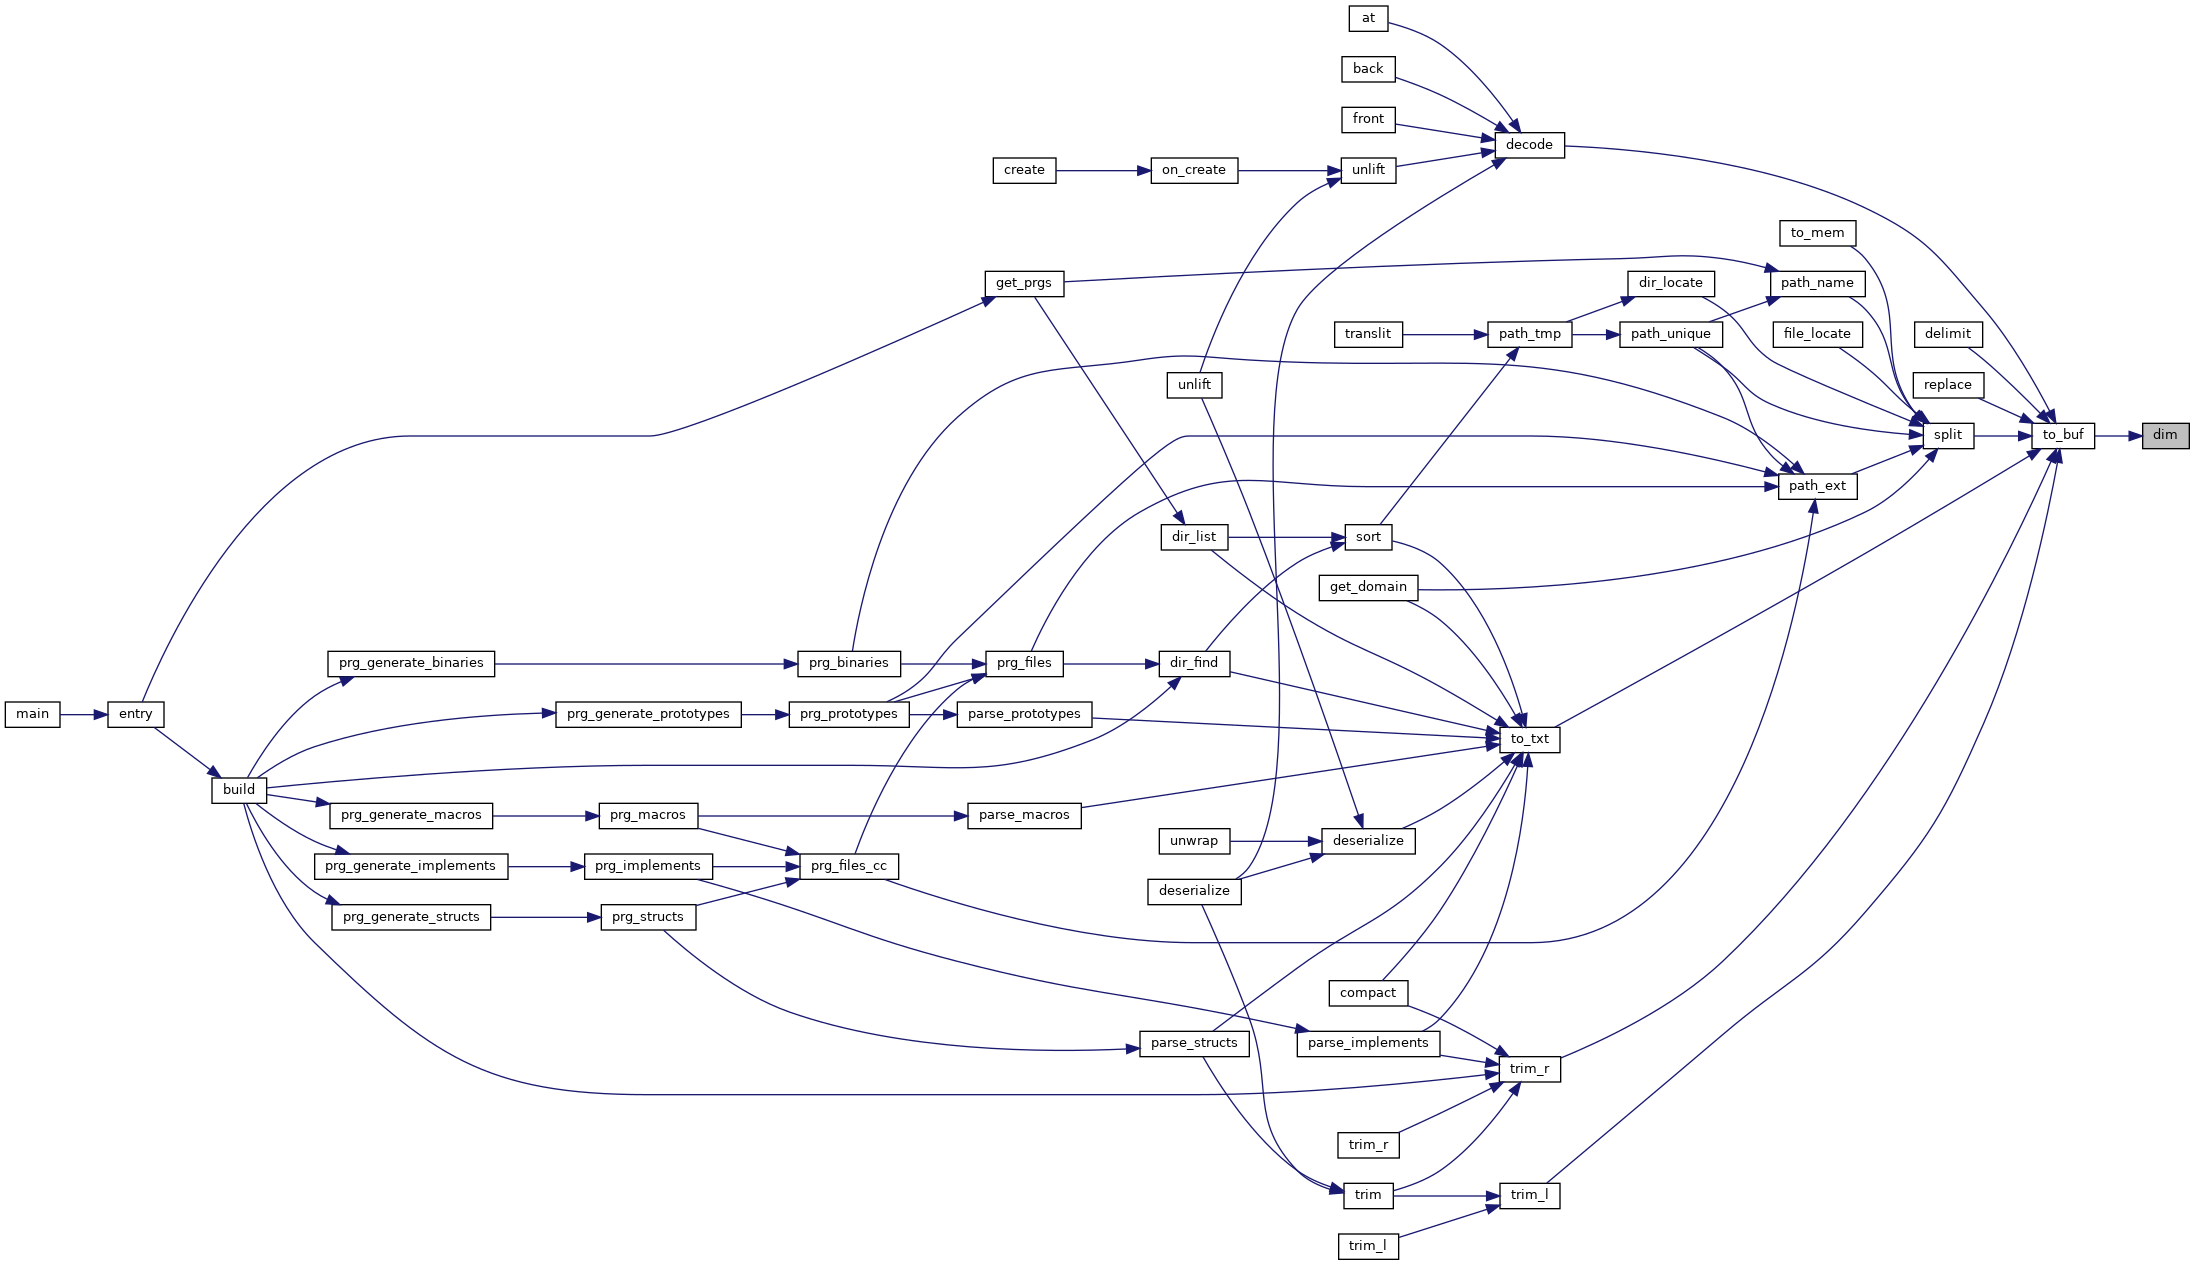 at
back
front
decode
create
on_create
unlift
to_mem
get_prgs
dir_locate
path_name
translit
path_tmp
path_unique
file_locate
delimit
unlift
replace
split
to_buf
dim
path_ext
dir_list
sort
get_domain
prg_generate_binaries
prg_binaries
prg_files
dir_find
main
entry
prg_generate_prototypes
prg_prototypes
parse_prototypes
to_txt
build
prg_generate_macros
prg_macros
parse_macros
unwrap
deserialize
prg_generate_implements
prg_implements
prg_files_cc
deserialize
prg_generate_structs
prg_structs
compact
parse_structs
parse_implements
trim_r
trim_r
trim
trim_l
trim_l